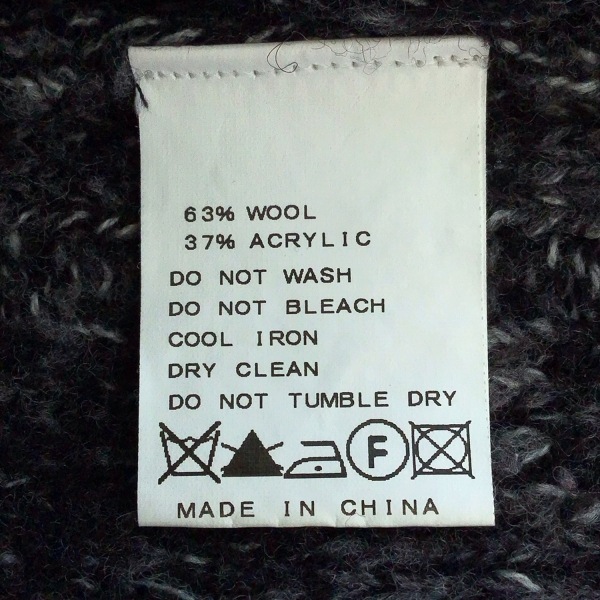 63% WOOL
37% ACRYLIC
DO NOT WASH
DO NOT BLEACH
COOL IRON
DRY CLEAN
DO NOT TUMBLE DRY
F
MADE IN CHINA